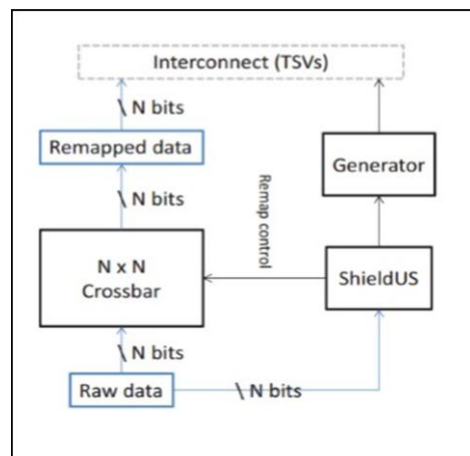 Interconnect (TSVs)
\ N bits
Remapped data
Generator
\ N bits
Remap control
N x N
Crossbar
ShieldUS
\ N bits
Raw data
\ N bits